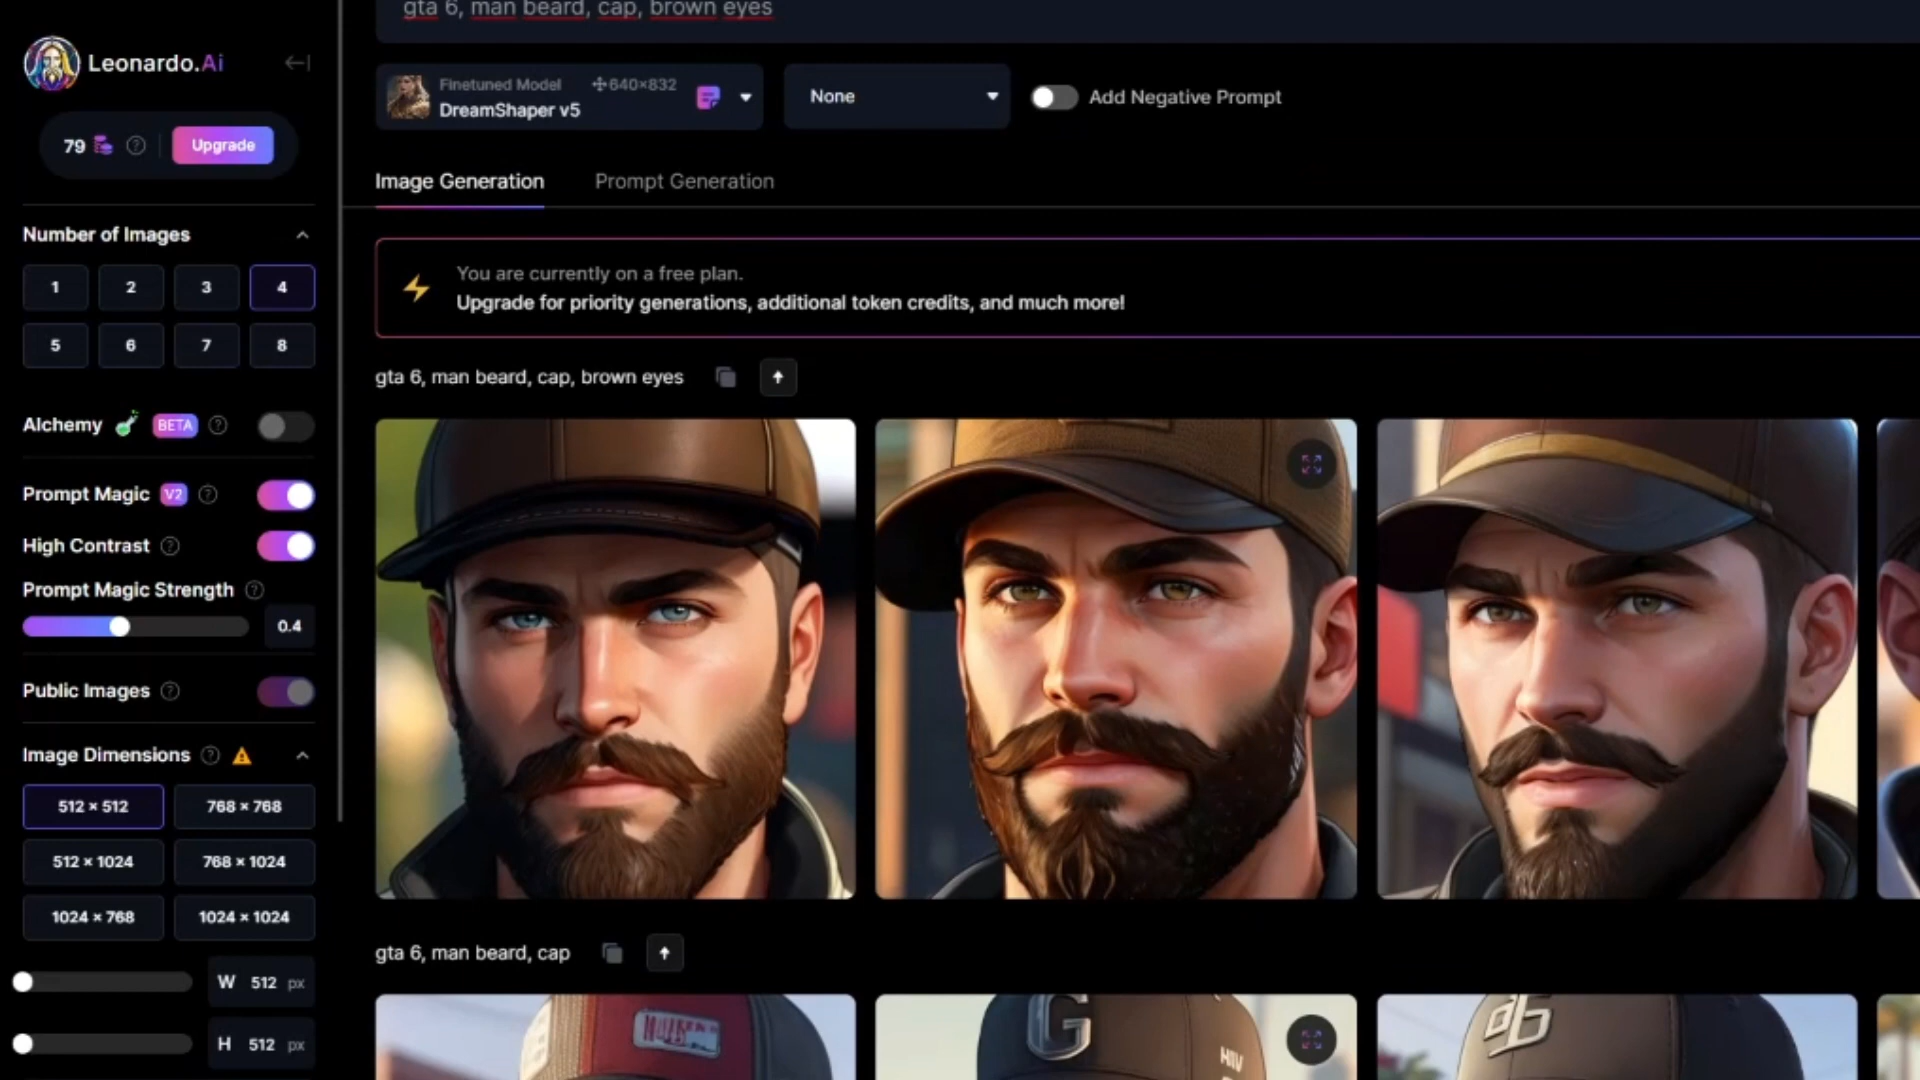 gta 6, man beard, cap, brown eyes
Leonardo.Ai
79
Upgrade
Finetuned Model
640×832
DreamShaper v5
None
Add Negative Prompt
Image Generation
Prompt Generation
You are currently on a free plan.
Upgrade for priority generations, additional token credits, and much more!
Number of Images
1 2 3 4
5 6 7 8
Alchemy BETA
Prompt Magic V2
High Contrast
Prompt Magic Strength
0.4
Public Images
Image Dimensions
512 × 512
768 × 768
512 × 1024
768 × 1024
1024 × 768
1024 × 1024
W 512 px
H 512 px
gta 6, man beard, cap, brown eyes
gta 6, man beard, cap
G